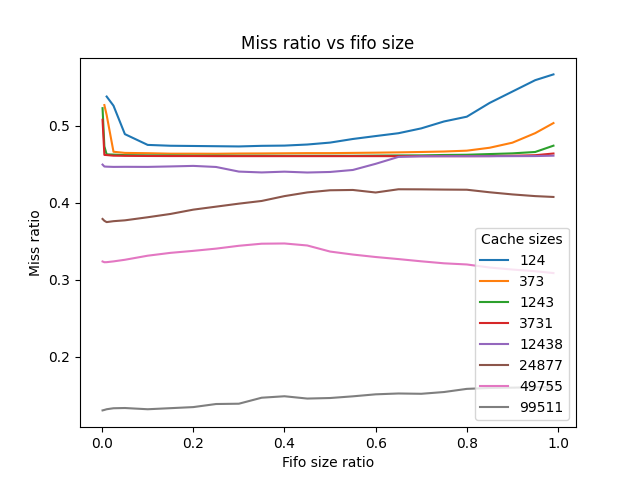 Miss ratio vs fifo size
Miss ratio
0.5
0.4
0.3
0.2
0.0 0.2 0.4 0.6 0.8 1.0
Fifo size ratio
Cache sizes
124
373
1243
3731
12438
24877
49755
99511